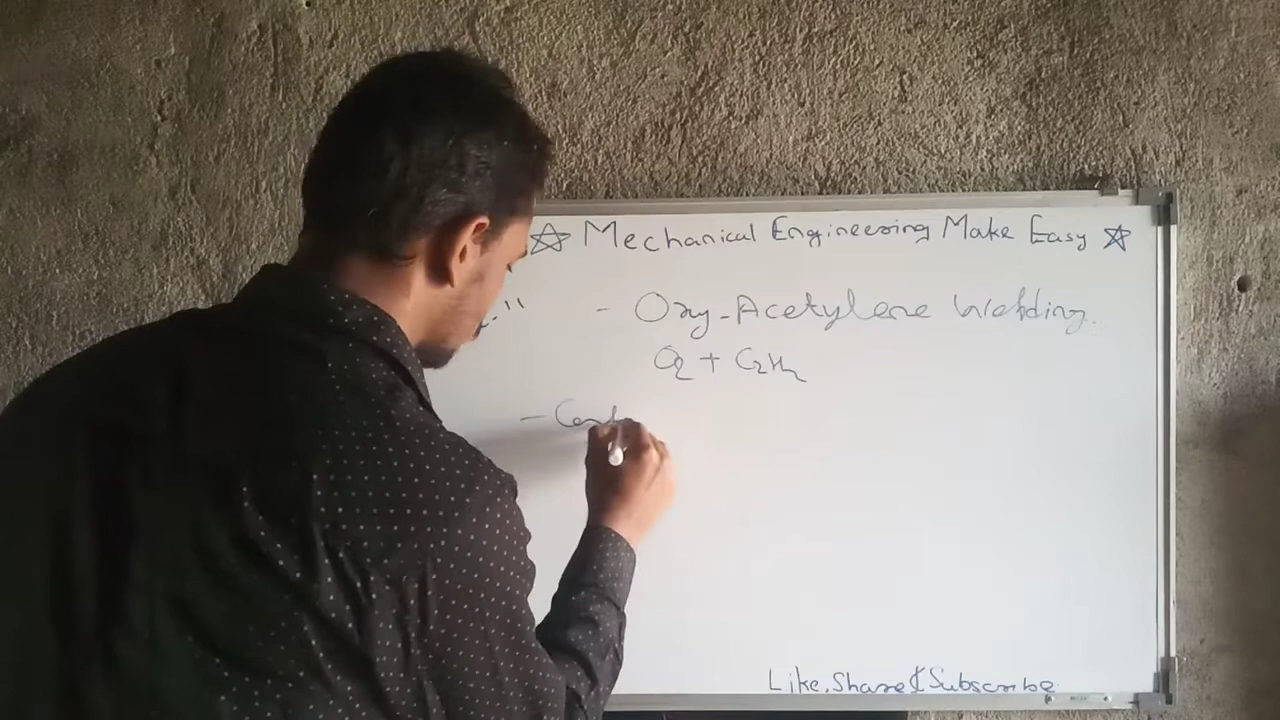 ☆ Mechanical Engineering Make Easy ☆
- Oxy-Acetylene Welding.
O2 + C2H2
Like, Share & Subscribe